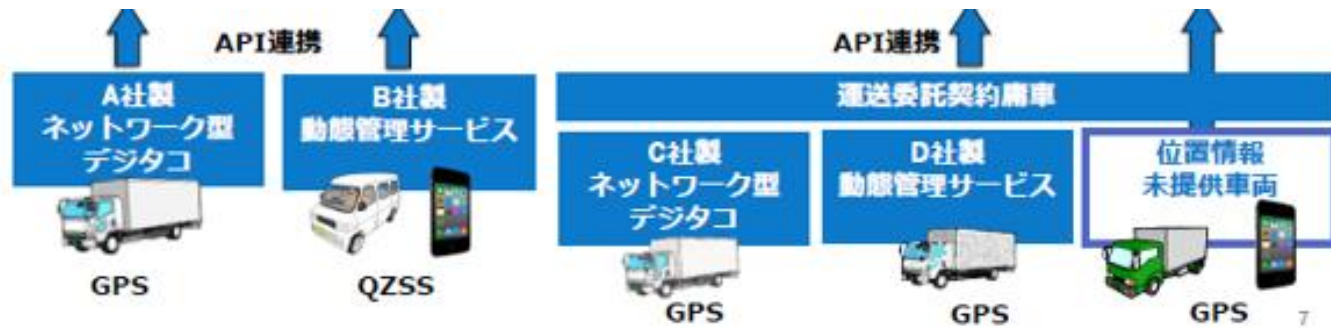 API連携
A社製
ネットワーク型
デジタコ
GPS
B社製
動態管理サービス
QZSS
API連携
運送委託契約庸車
C社製
ネットワーク型
デジタコ
GPS
D社製
動態管理サービス
GPS
位置情報
未提供車両
GPS
7